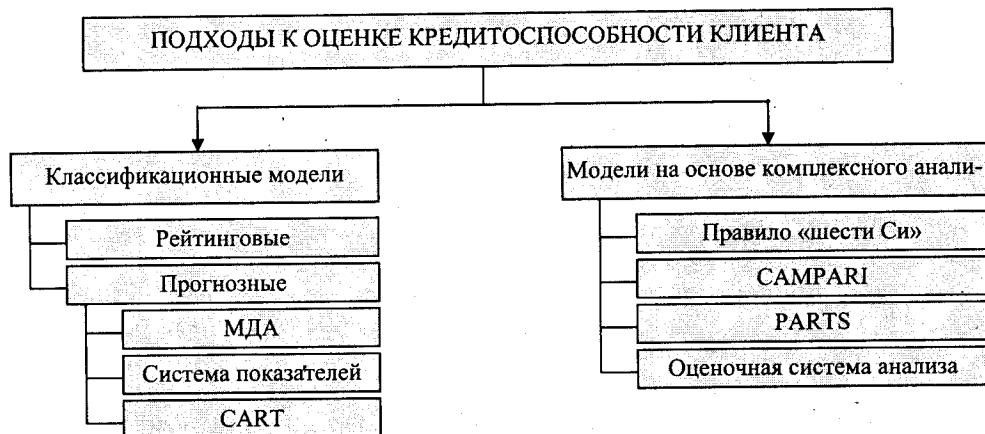 ПОДХОДЫ К ОЦЕНКЕ КРЕДИТОСПОСОБНОСТИ КЛИЕНТА
Классификационные модели
Рейтинговые
Прогнозные
МДА
Система показателей
CART
Модели на основе комплексного анали-
Правило «шести Си»
CAMPARI
PARTS
Оценочная система анализа